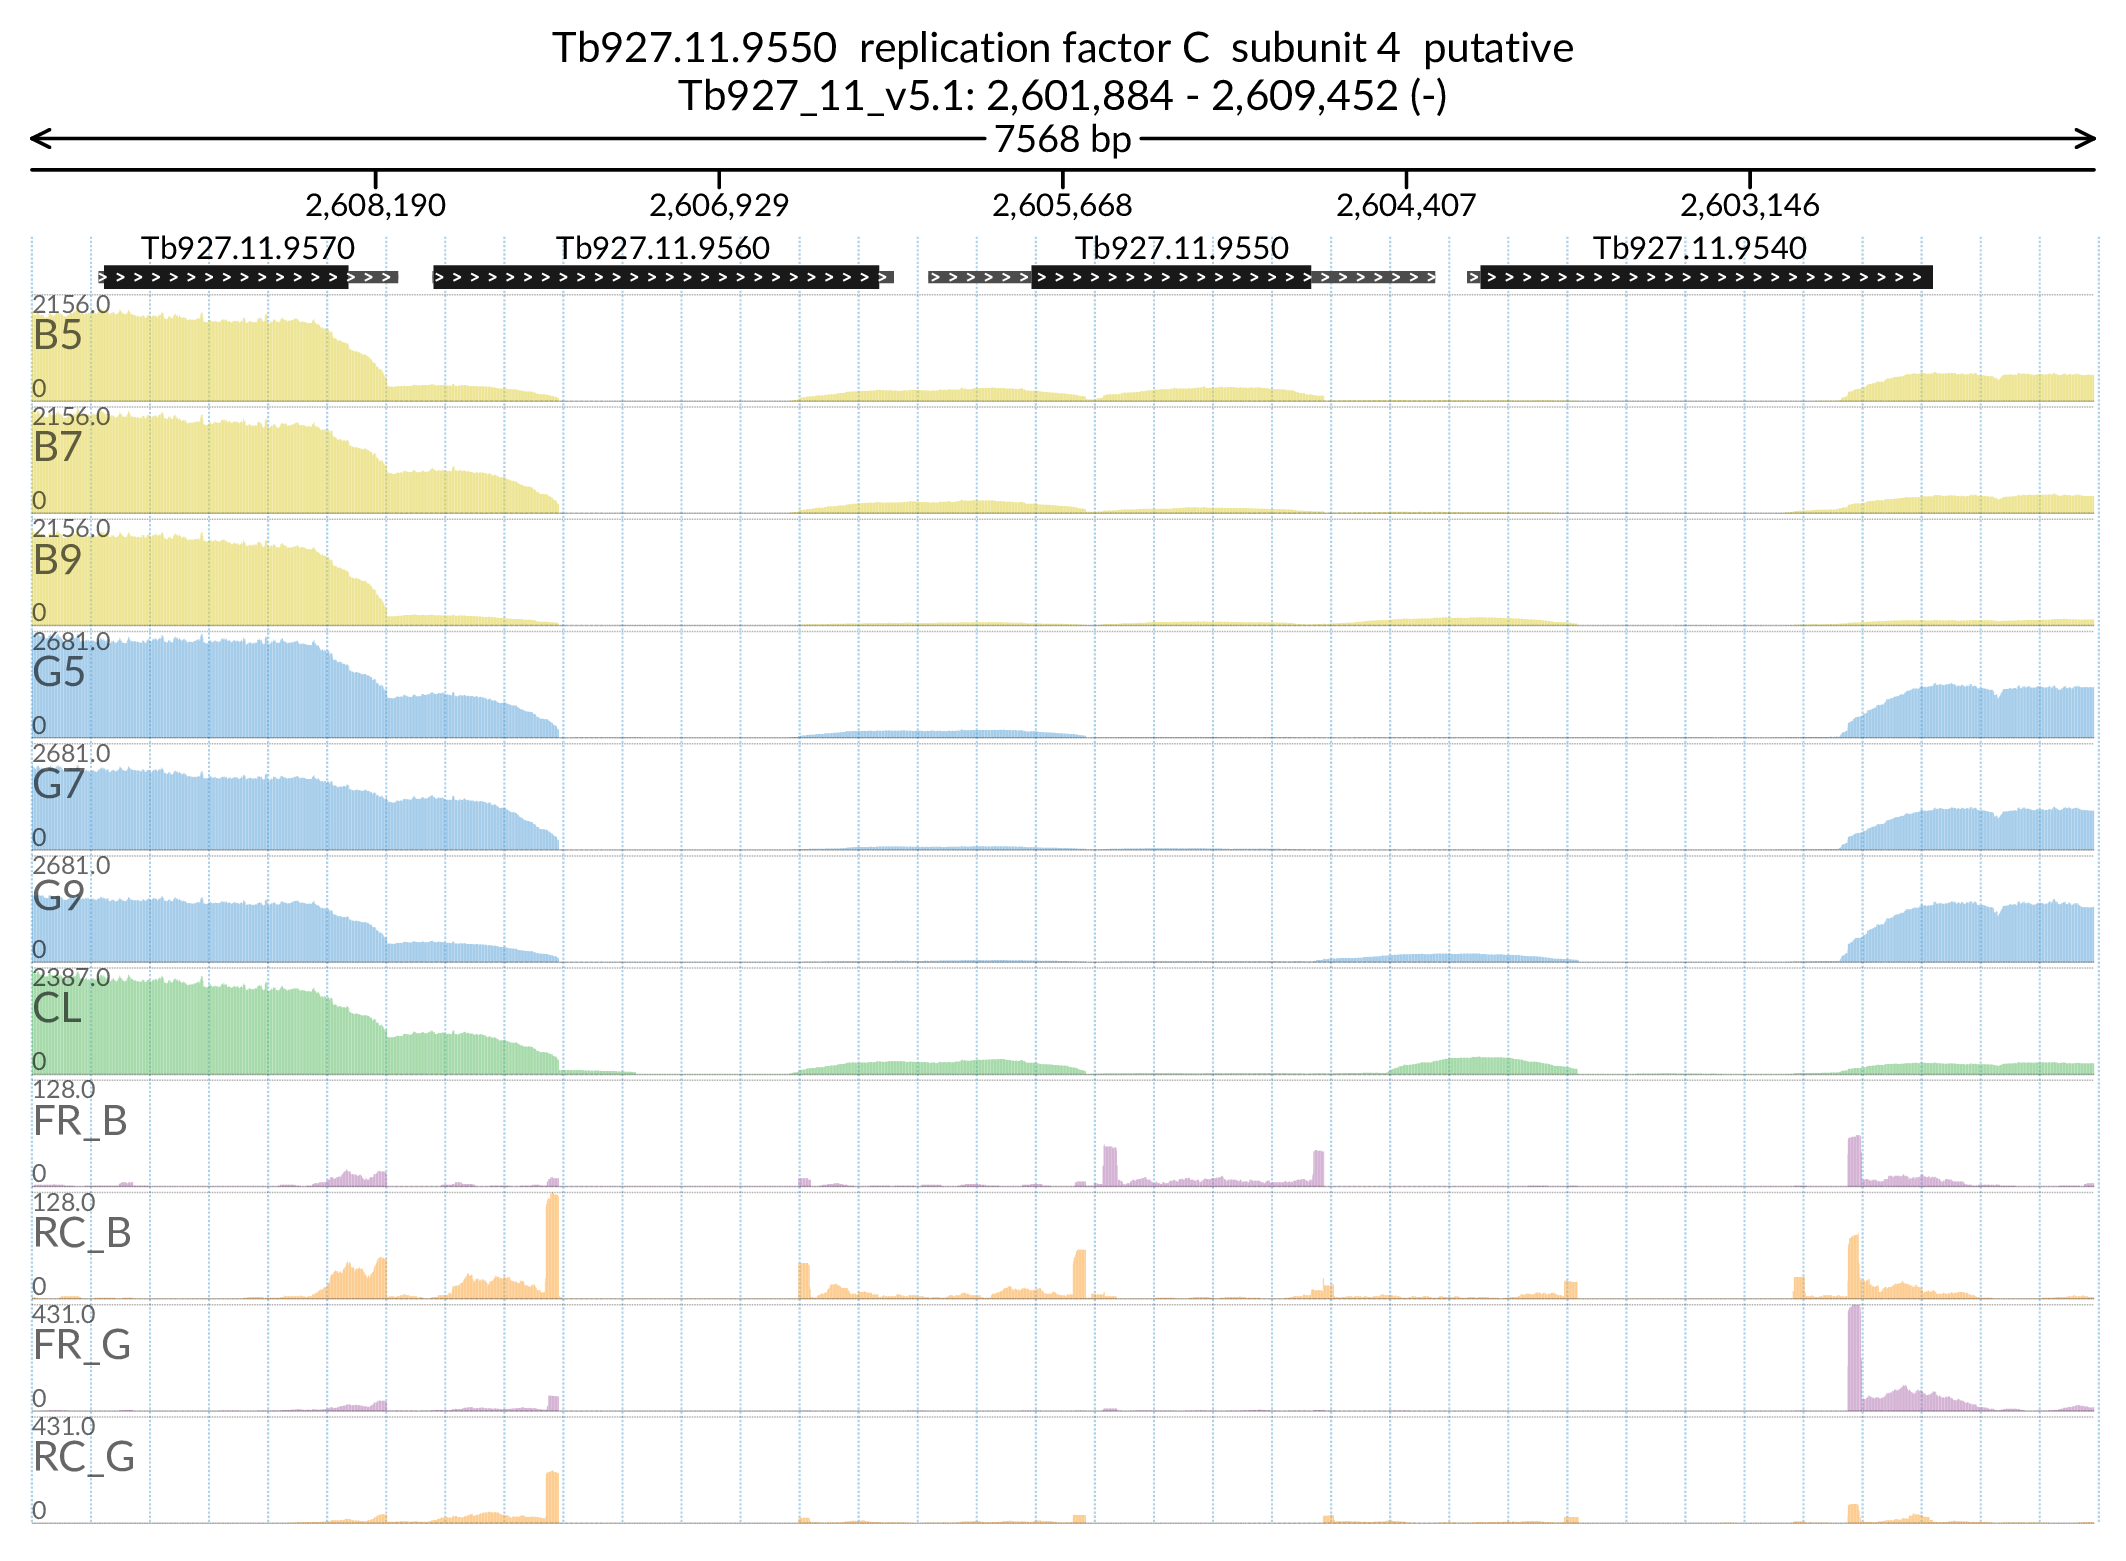 Tb927.11.9550 replication factor C subunit 4 putative
Tb927_11_v5.1: 2,601,884 - 2,609,452 (-)
7568 bp
2,608,190 2,606,929 2,605,668 2,604,407 2,603,146
Tb927.11.9570 Tb927.11.9560 Tb927.11.9550 Tb927.11.9540
2156.0
B5
0
2156.0
B7
0
2156.0
B9
0
2681.0
G5
0
2681.0
G7
0
2681.0
G9
0
2387.0
CL
0
128.0
FR_B
0
128.0
RC_B
0
431.0
FR_G
0
431.0
RC_G
0